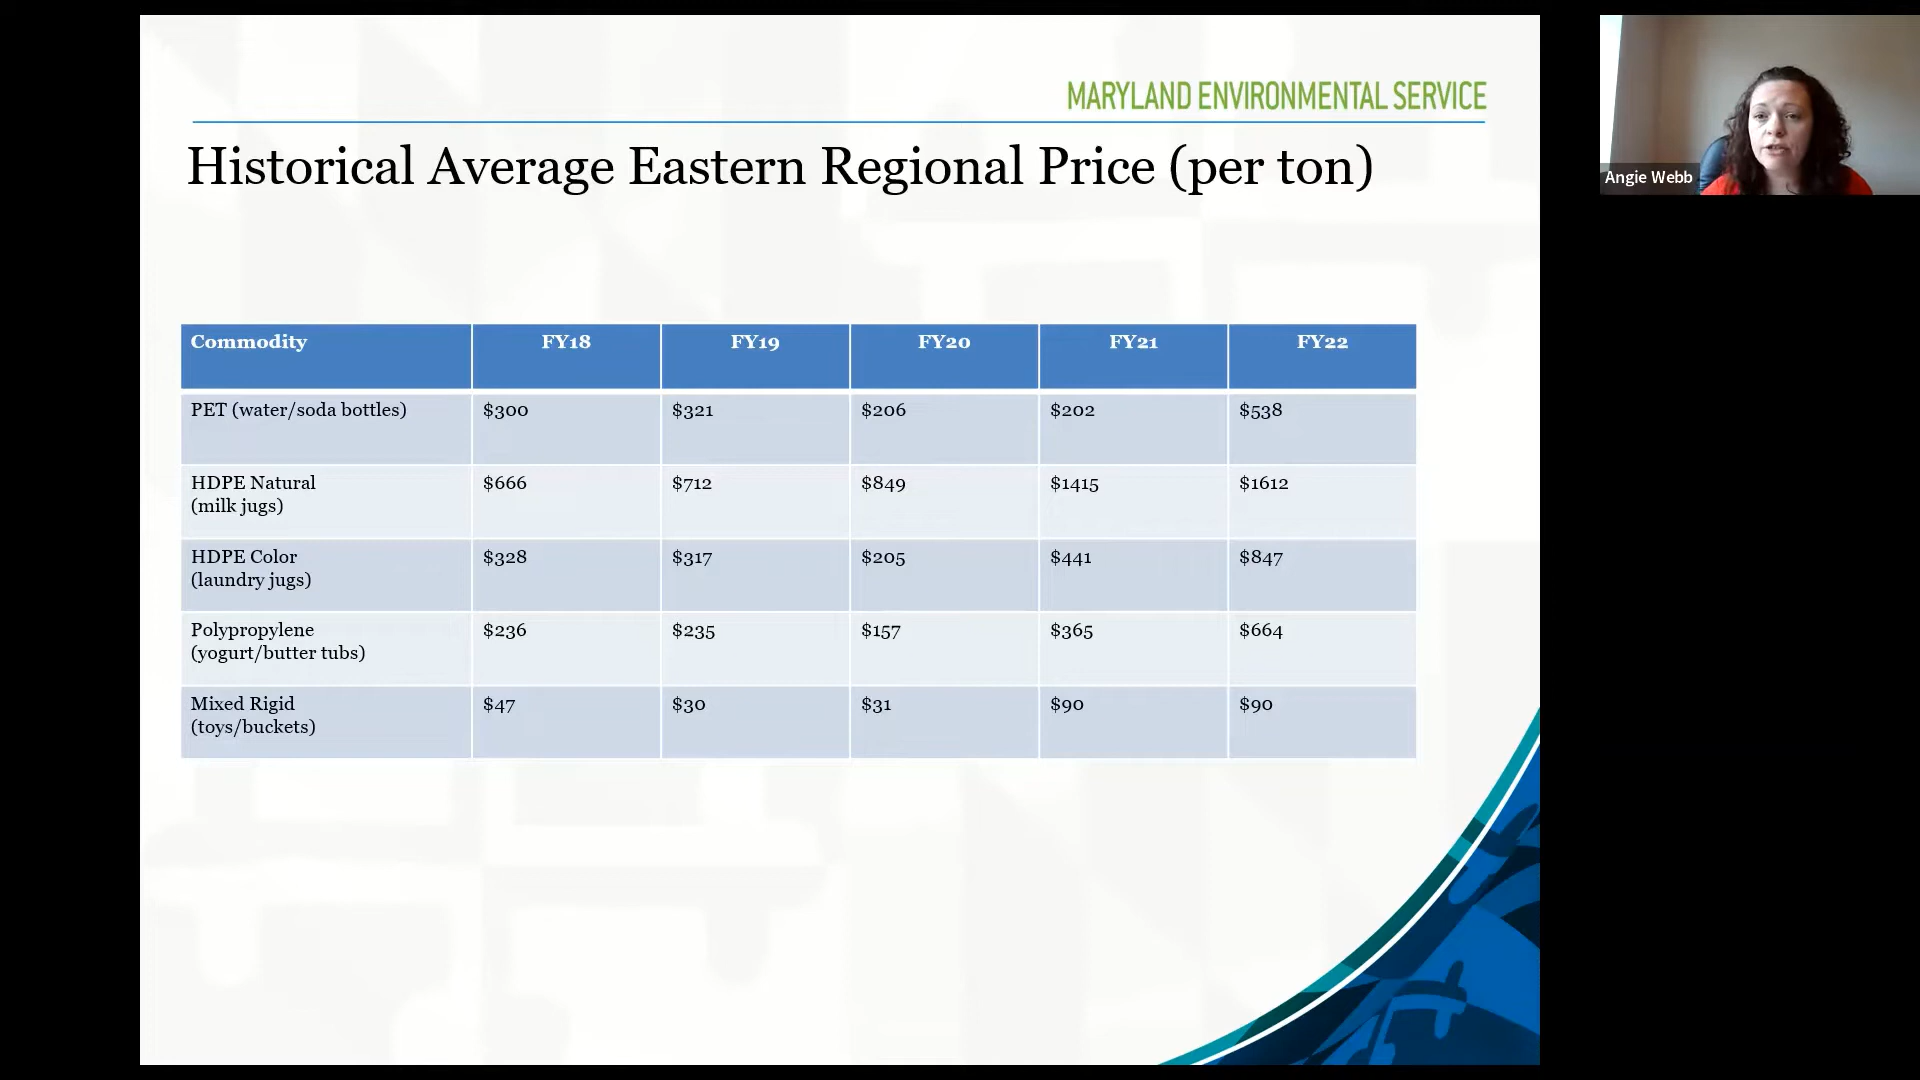 MARYLAND ENVIRONMENTAL SERVICE
Historical Average Eastern Regional Price (per ton)
Commodity FY18 FY19 FY20 FY21 FY22
PET (water/soda bottles) $300 $321 $206 $202 $538
HDPE Natural $666 $712 $849 $1415 $1612
(milk jugs)
HDPE Color $328 $317 $205 $441 $847
(laundry jugs)
Polypropylene $236 $235 $157 $365 $664
(yogurt/butter tubs)
Mixed Rigid $47 $30 $31 $90 $90
(toys/buckets)
Angie Webb